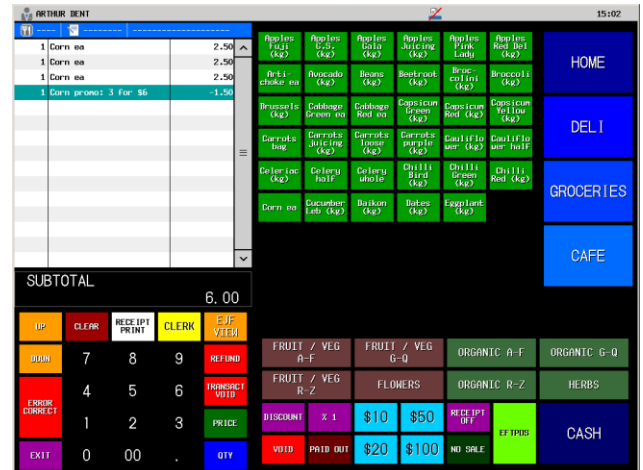 ARTHUR DENT 15:02
1 Corn ea 2.50
1 Corn ea 2.50
1 Corn ea 2.50
1 Corn promo: 3 for $6 -1.50
SUBTOTAL
6.00
Apples Fuji (kg)
Apples G.S. (kg)
Apples Gala (kg)
Apples Juicing (kg)
Apples Pink Lady
Apples Red Del (kg)
Arti-choke ea
Avocado (kg)
Beans (kg)
Beetroot (kg)
Broc-colini (kg)
Broccoli (kg)
Brussels (kg)
Cabbage Green ea
Cabbage Red ea
Capsicum Green (kg)
Capsicum Red (kg)
Capsicum Yellow (kg)
Carrots bag
Carrots juicing (kg)
Carrots loose (kg)
Carrots purple (kg)
Cauliflo wer (kg)
Cauliflo wer half
Celeriac (kg)
Celery half
Celery whole
Chilli Bird (kg)
Chilli Green (kg)
Chilli Red (kg)
Corn ea
Cucumber Leb (kg)
Daikon (kg)
Dates (kg)
Eggplant (kg)
HOME
DELI
GROCERIES
CAFE
UP
CLEAR
RECEIPT PRINT
CLERK
EJF VIEW
DOWN
7
8
9
REFUND
ERROR CORRECT
4
5
6
TRANSACT VOID
1
2
3
PRICE
EXIT
0
00
.
QTY
FRUIT / VEG A-F
FRUIT / VEG G-Q
ORGANIC A-F
ORGANIC G-Q
FRUIT / VEG R-Z
FLOWERS
ORGANIC R-Z
HERBS
DISCOUNT
% 1
$10
$50
RECEIPT OFF
EFTPOS
CASH
VOID
PAID OUT
$20
$100
NO SALE